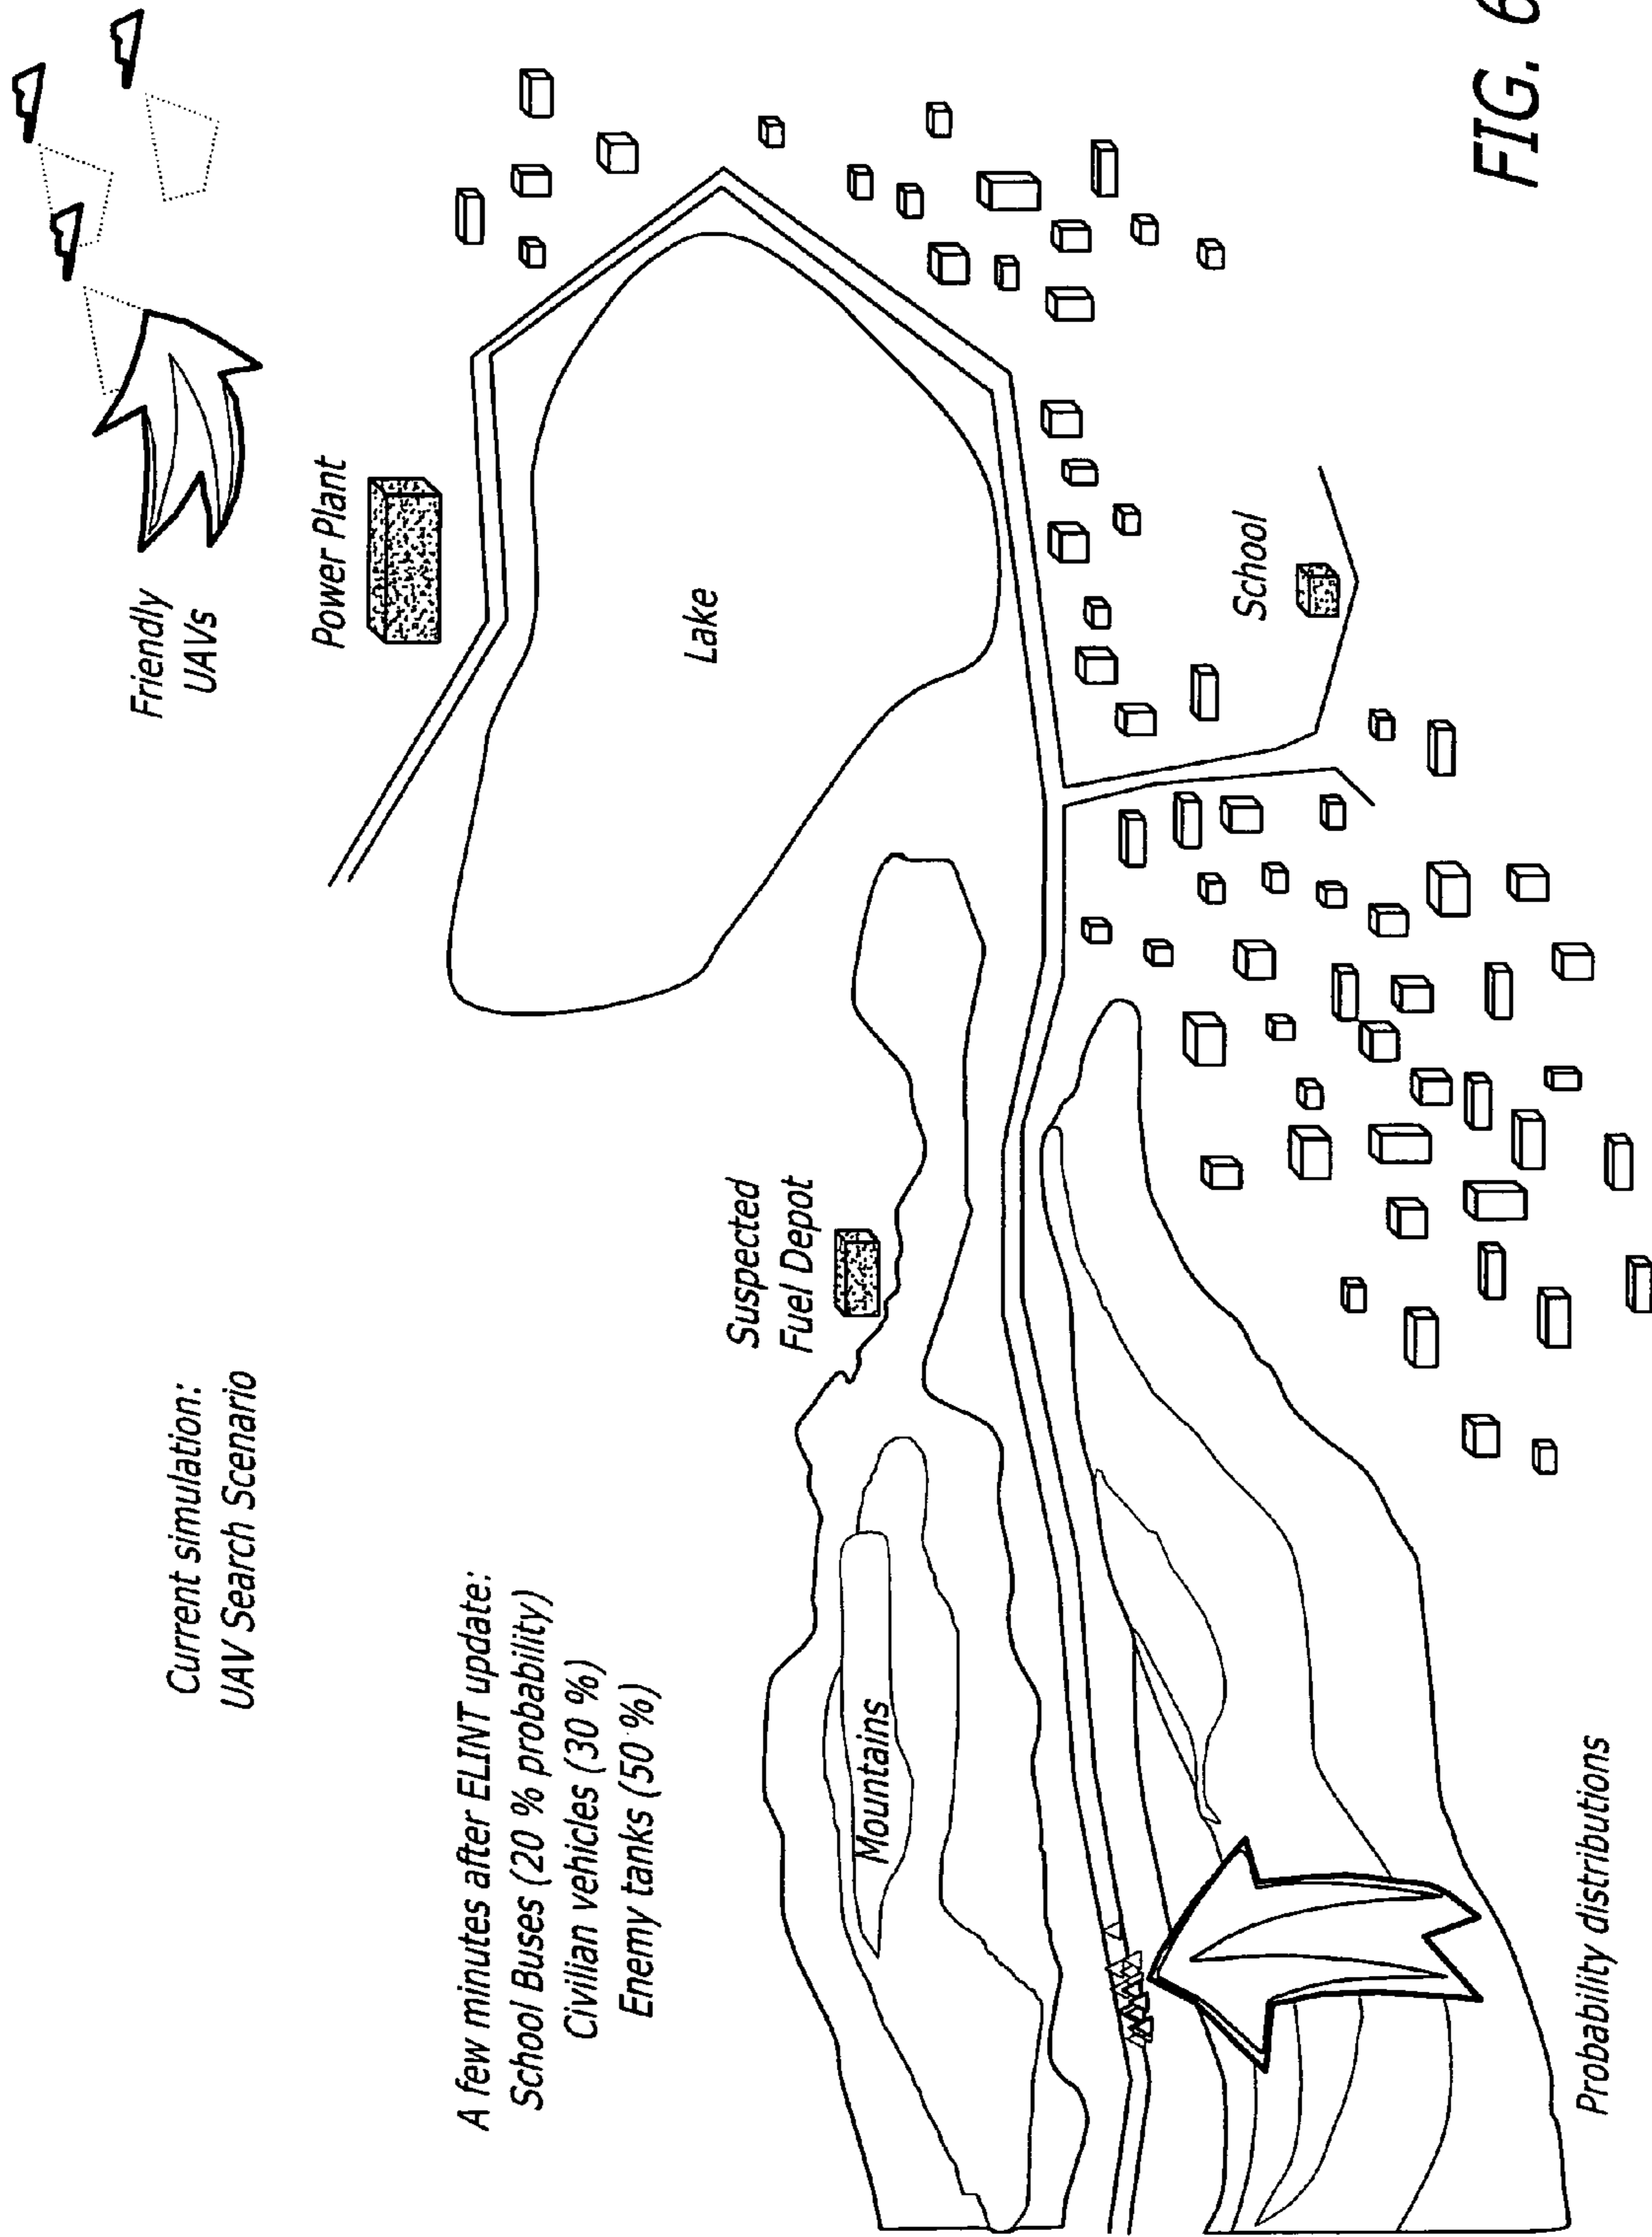 Current simulation:
UAV Search Scenario
Friendly
UAVs
A few minutes after ELINT update:
School Buses (20 % probability)
Civilian vehicles (30 %)
Enemy tanks (50 %)
Power Plant
Suspected
Fuel Depot
Lake
Mountains
School
Probability distributions
FIG. 6